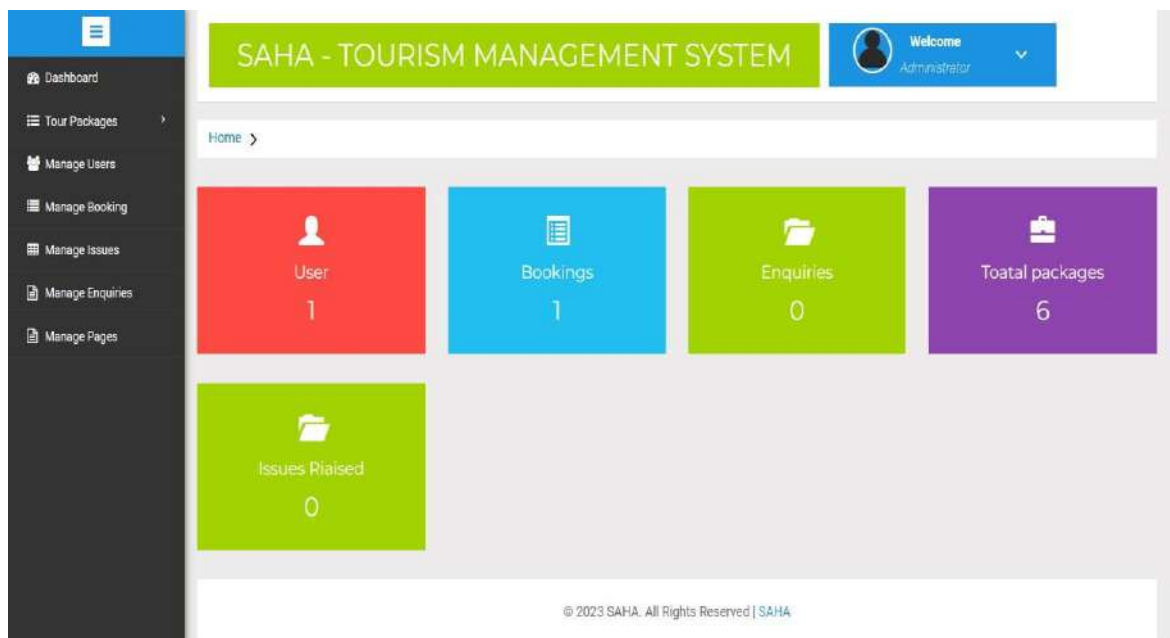 SAHA - TOURISM MANAGEMENT SYSTEM
Welcome
Administrator
Dashboard
Tour Packages
Manage Users
Manage Booking
Manage Issues
Manage Enquiries
Manage Pages
Home
User
1
Bookings
1
Enquiries
0
Toatal packages
6
Issues Riaised
0
© 2023 SAHA. All Rights Reserved | SAHA